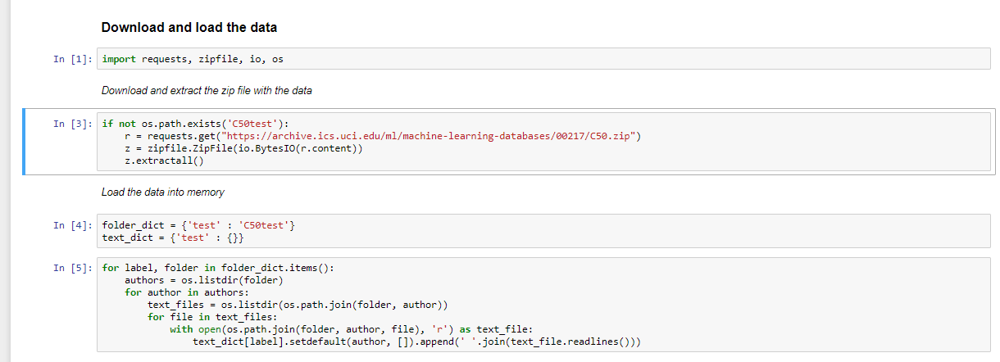 Download and load the data
In [1]: import requests, zipfile, io, os
Download and extract the zip file with the data
In [3]: if not os.path.exists('C50test'):
    r = requests.get("https://archive.ics.uci.edu/ml/machine-learning-databases/00217/C50.zip")
    z = zipfile.ZipFile(io.BytesIO(r.content))
    z.extractall()
Load the data into memory
In [4]: folder_dict = {'test' : 'C50test'}
text_dict = {'test' : {}}
In [5]: for label, folder in folder_dict.items():
    authors = os.listdir(folder)
    for author in authors:
        text_files = os.listdir(os.path.join(folder, author))
        for file in text_files:
            with open(os.path.join(folder, author, file), 'r') as text_file:
                text_dict[label].setdefault(author, []).append(' '.join(text_file.readlines()))